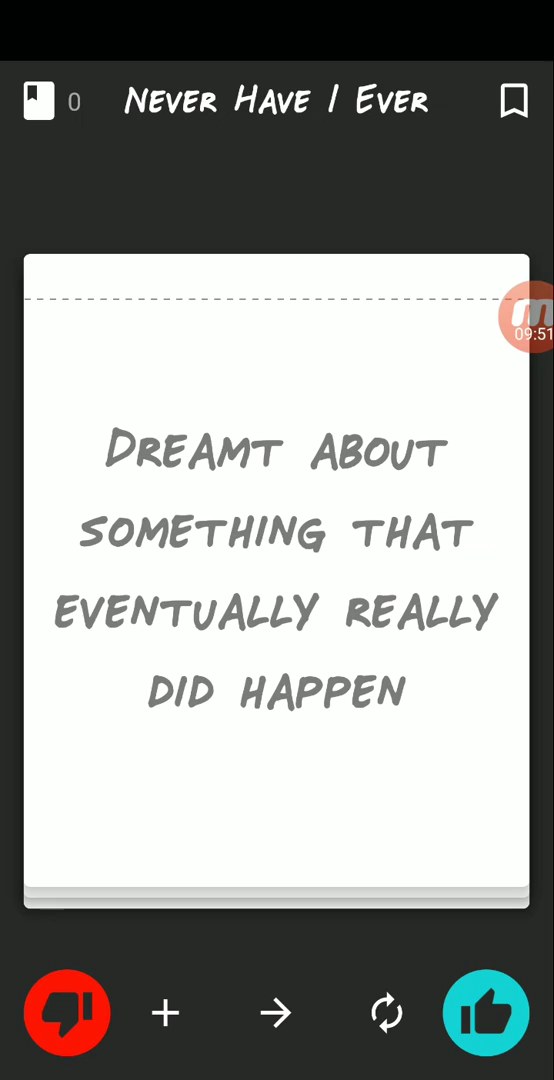 0
Never Have I Ever
09:51
Dreamt about
something that
eventually really
did happen